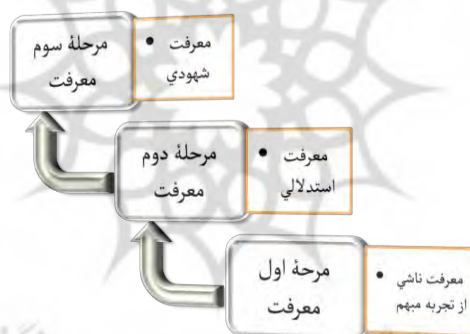 مرحلهٔ سوم
معرفت
• معرفت
شهودي
مرحلهٔ دوم
معرفت
• معرفت
استدلالي
مرحهٔ اول
معرفت
• معرفت ناشي
از تجربه مبهم